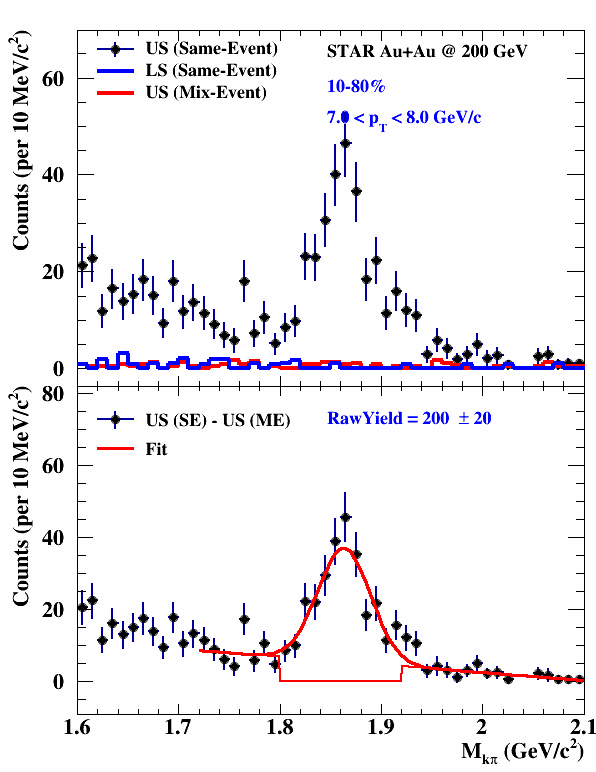 US (Same-Event)
LS (Same-Event)
US (Mix-Event)
STAR Au+Au @ 200 GeV
10-80%
7.0 < pT < 8.0 GeV/c
Counts (per 10 MeV/c²)
60
40
20
0
US (SE) - US (ME)
Fit
RawYield = 200 ± 20
Counts (per 10 MeV/c²)
80
60
40
20
0
1.6 1.7 1.8 1.9 2 2.1
Mkπ (GeV/c²)